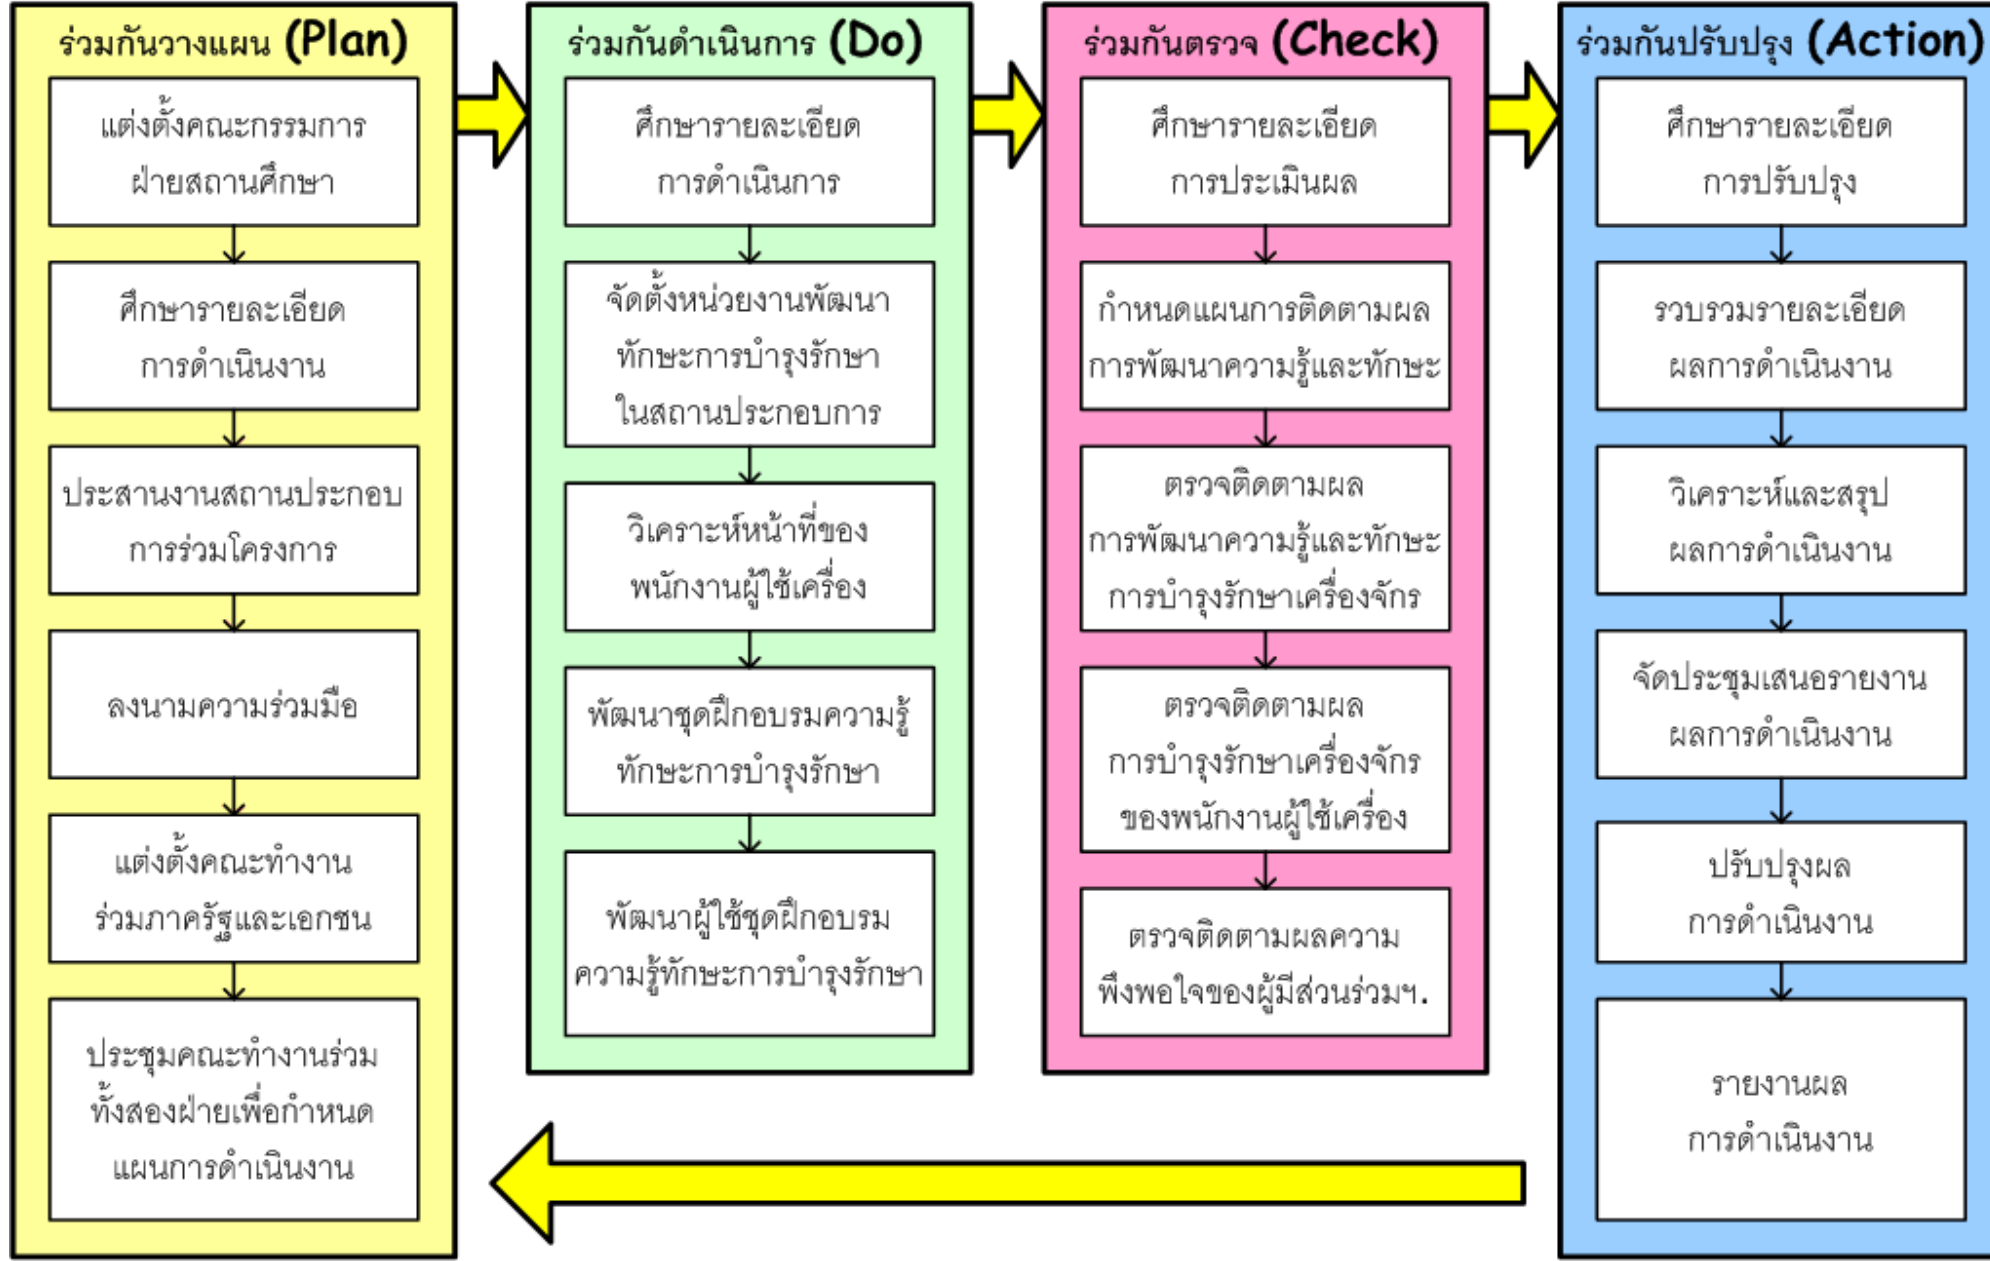 ร่วมกันวางแผน (Plan)
แต่งตั้งคณะกรรมการ
ฝ่ายสถานศึกษา
ศึกษารายละเอียด
การดำเนินงาน
ประสานงานสถานประกอบ
การร่วมโครงการ
ลงนามความร่วมมือ
แต่งตั้งคณะทำงาน
ร่วมภาครัฐและเอกชน
ประชุมคณะทำงานร่วม
ทั้งสองฝ่ายเพื่อกำหนด
แผนการดำเนินงาน
ร่วมกันดำเนินการ (Do)
ศึกษารายละเอียด
การดำเนินการ
จัดตั้งหน่วยงานพัฒนา
ทักษะการบำรุงรักษา
ในสถานประกอบการ
วิเคราะห์หน้าที่ของ
พนักงานผู้ใช้เครื่อง
พัฒนาชุดฝึกอบรมความรู้
ทักษะการบำรุงรักษา
พัฒนาผู้ใช้ชุดฝึกอบรม
ความรู้ทักษะการบำรุงรักษา
ร่วมกันตรวจ (Check)
ศึกษารายละเอียด
การประเมินผล
กำหนดแผนการติดตามผล
การพัฒนาความรู้และทักษะ
ตรวจติดตามผล
การพัฒนาความรู้และทักษะ
การบำรุงรักษาเครื่องจักร
ตรวจติดตามผล
การบำรุงรักษาเครื่องจักร
ของพนักงานผู้ใช้เครื่อง
ตรวจติดตามผลความ
พึงพอใจของผู้มีส่วนร่วมฯ.
ร่วมกันปรับปรุง (Action)
ศึกษารายละเอียด
การปรับปรุง
รวบรวมรายละเอียด
ผลการดำเนินงาน
วิเคราะห์และสรุป
ผลการดำเนินงาน
จัดประชุมเสนอรายงาน
ผลการดำเนินงาน
ปรับปรุงผล
การดำเนินงาน
รายงานผล
การดำเนินงาน